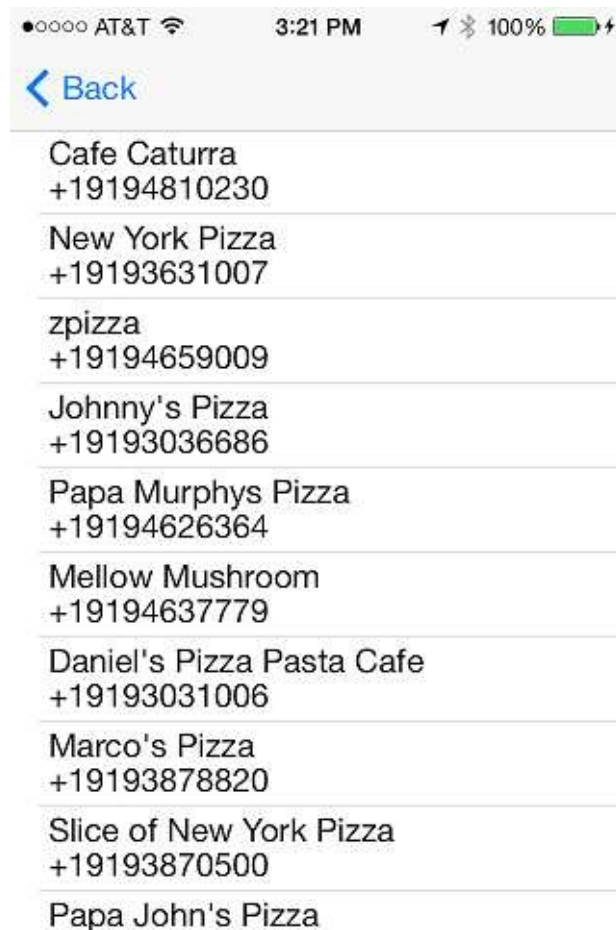 AT&T 3:21 PM 100%
Back
Cafe Caturra
+19194810230
New York Pizza
+19193631007
zpizza
+19194659009
Johnny's Pizza
+19193036686
Papa Murphys Pizza
+19194626364
Mellow Mushroom
+19194637779
Daniel's Pizza Pasta Cafe
+19193031006
Marco's Pizza
+19193878820
Slice of New York Pizza
+19193870500
Papa John's Pizza